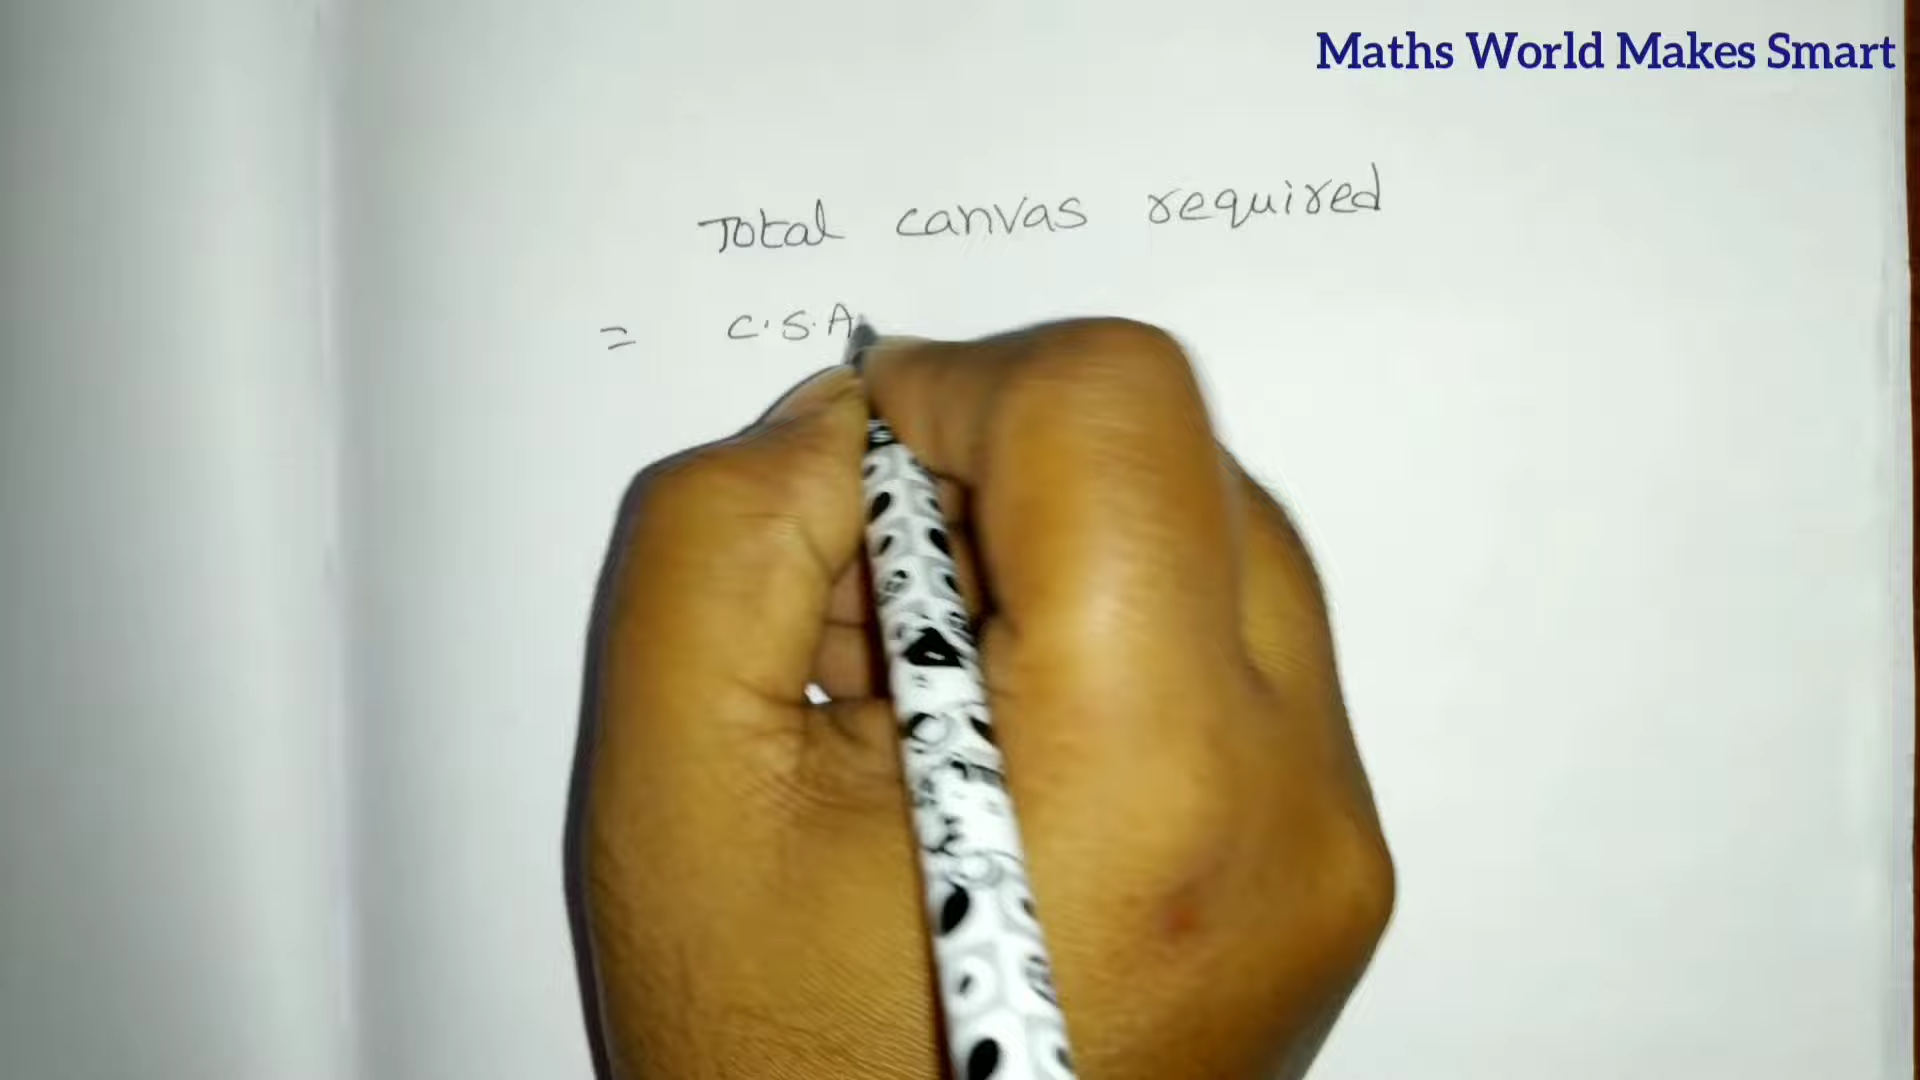 Maths World Makes Smart
Total canvas required
= C.S.A